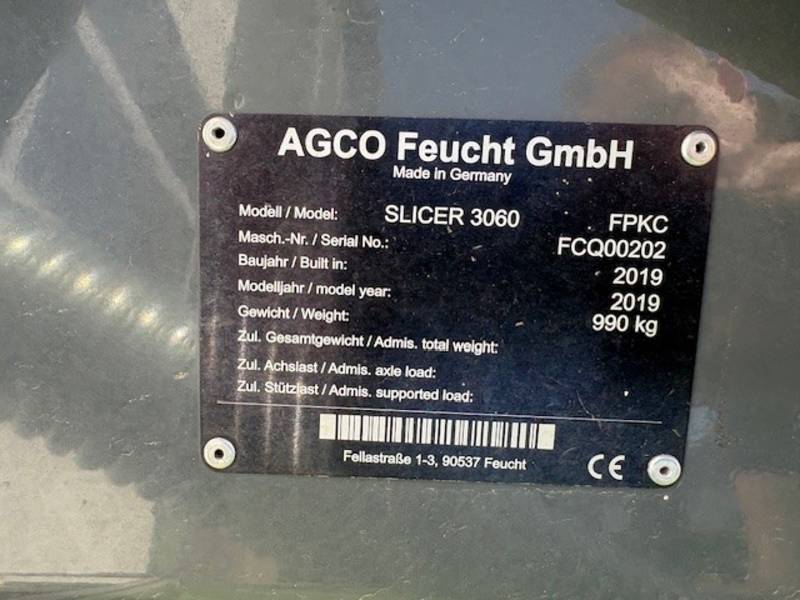 AGCO Feucht GmbH
Made in Germany
Modell / Model: SLICER 3060 FPKC
Masch.-Nr. / Serial No.: FCQ00202
Baujahr / Built in: 2019
Modelljahr / model year: 2019
Gewicht / Weight: 990 kg
Zul. Gesamtgewicht / Admis. total weight:
Zul. Achslast / Admis. axle load:
Zul. Stützlast / Admis. supported load:
Fellastraße 1-3, 90537 Feucht
CE